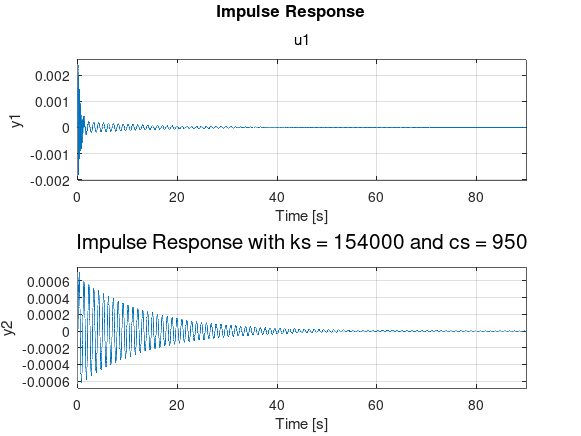 Impulse Response
u1
0.002
0.001
0
-0.001
-0.002
y1
0 20 40 60 80
Time [s]
Impulse Response with ks = 154000 and cs = 950
0.0006
0.0004
0.0002
0
-0.0002
-0.0004
-0.0006
y2
0 20 40 60 80
Time [s]